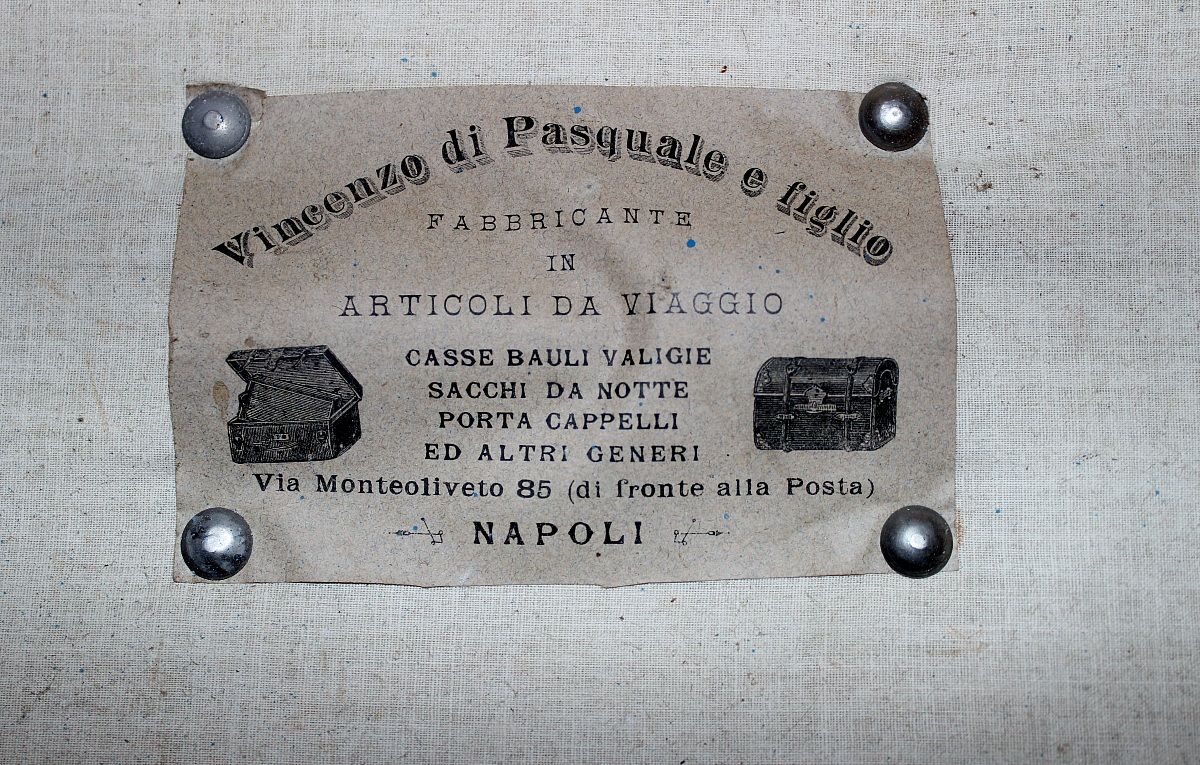 Vincenzo di Pasquale e figlio
FABBRICANTE
IN
ARTICOLI DA VIAGGIO
CASSE BAULI VALIGIE
SACCHI DA NOTTE
PORTA CAPPELLI
ED ALTRI GENERI
Via Monteoliveto 85 (di fronte alla Posta)
NAPOLI